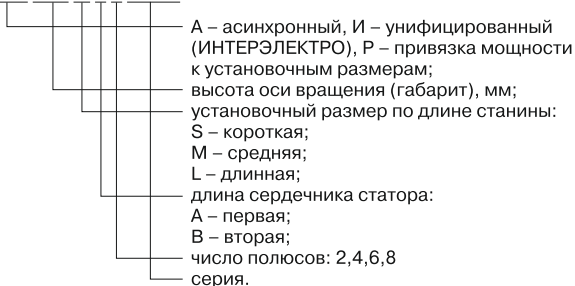 А – асинхронный, И – унифицированный
(ИНТЕРЭЛЕКТРО), Р – привязка мощности
к установочным размерам;
высота оси вращения (габарит), мм;
установочный размер по длине станины:
S – короткая;
M – средняя;
L – длинная;
длина сердечника статора:
А – первая;
В – вторая;
число полюсов: 2,4,6,8
серия.